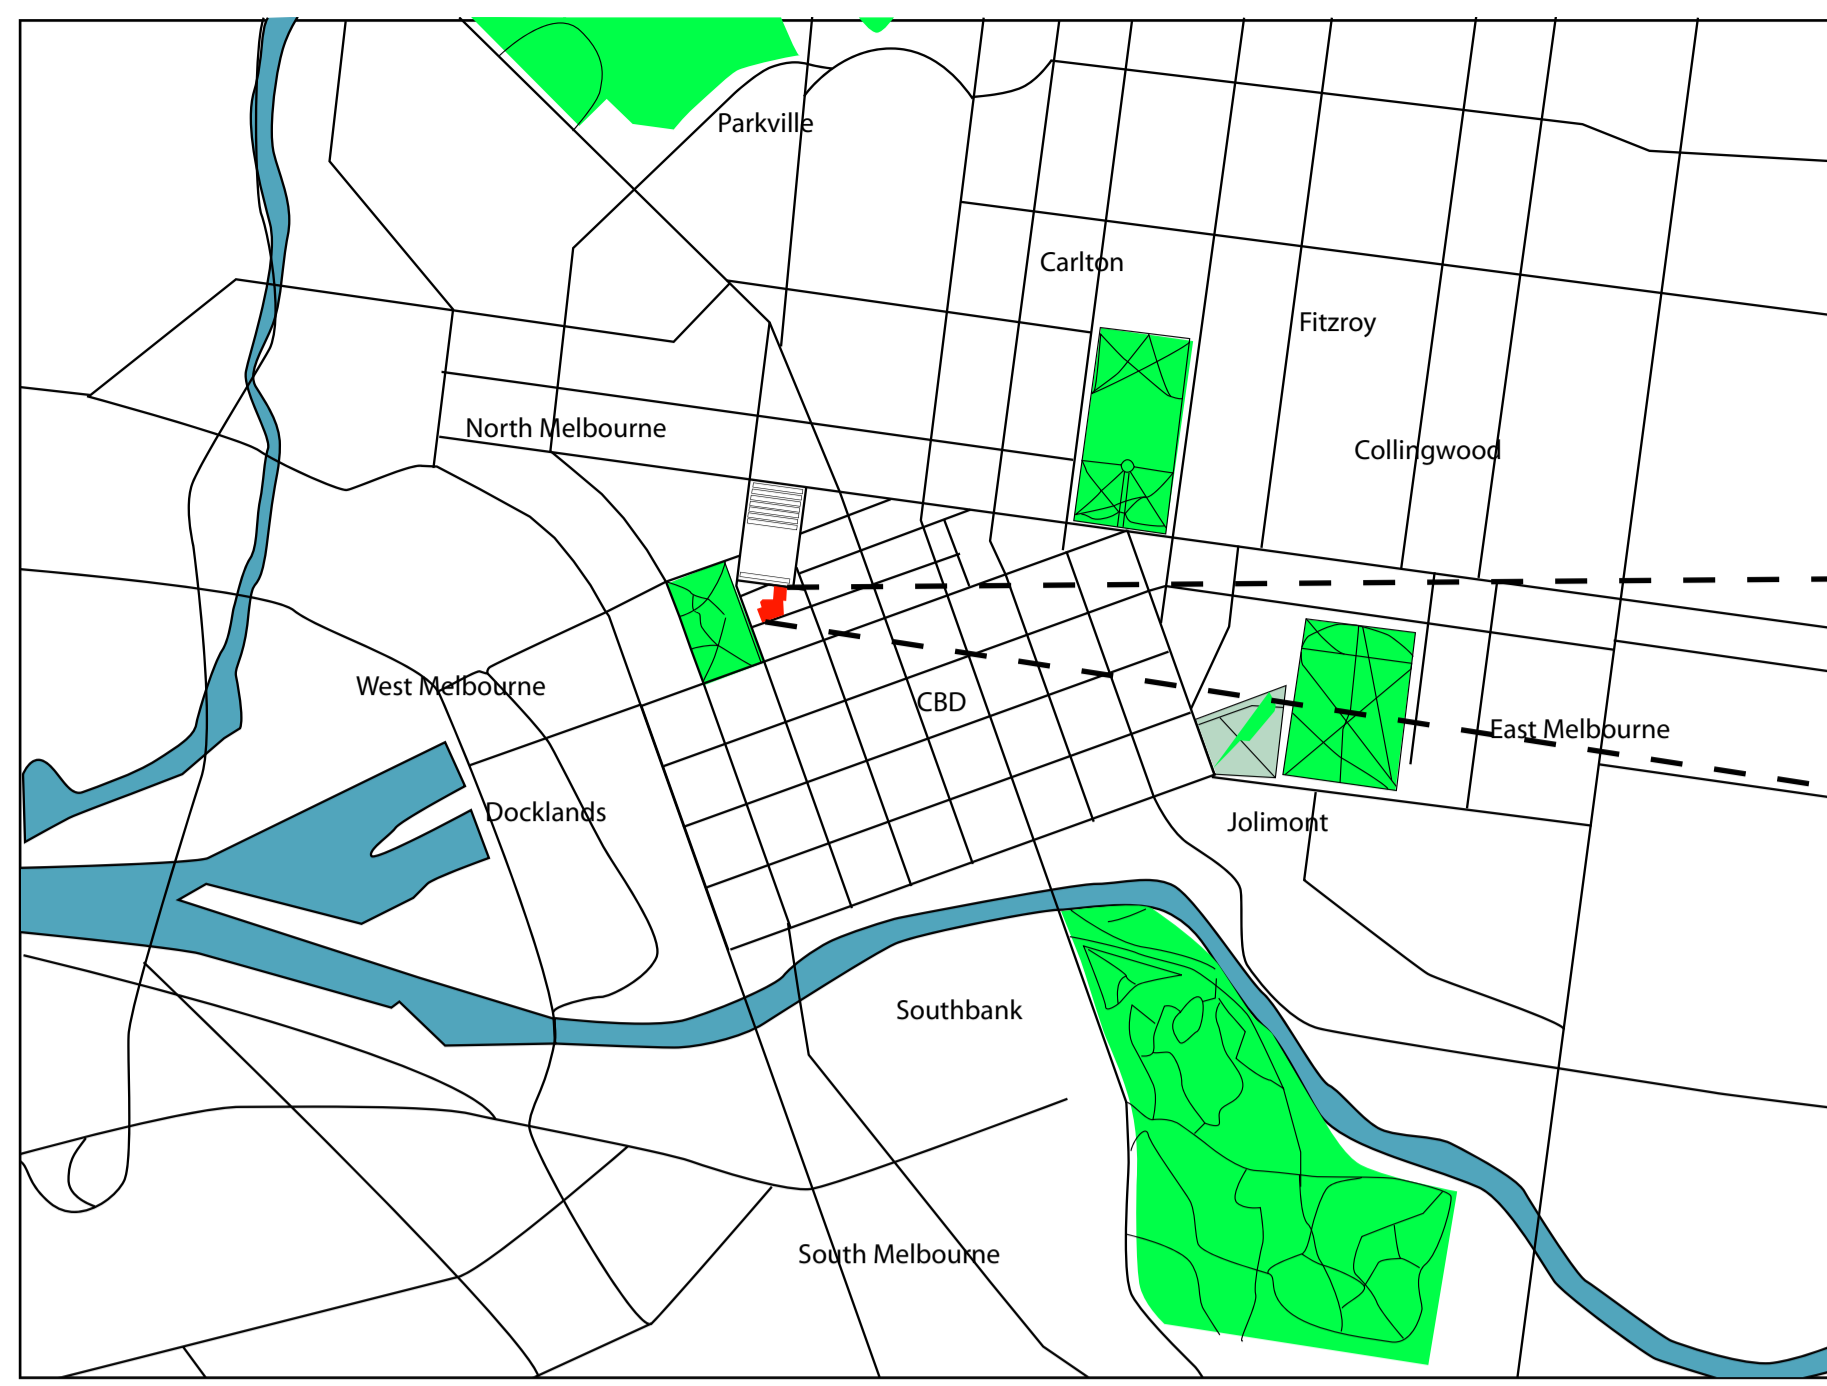 Parkville
Carlton
Fitzroy
North Melbourne
Collingwood
West Melbourne
CBD
East Melbourne
Docklands
Jolimont
Southbank
South Melbourne